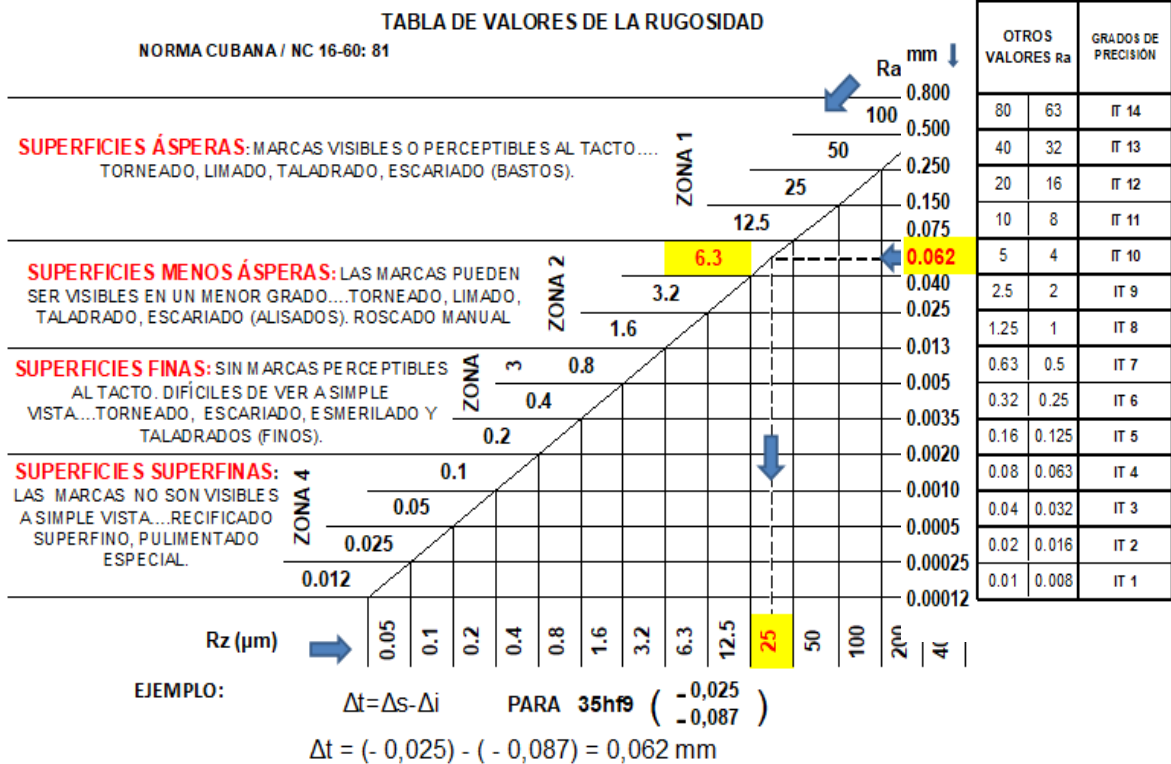 TABLA DE VALORES DE LA RUGOSIDAD
NORMA CUBANA / NC 16-60: 81
Ra
mm
OTROS VALORES Ra
GRADOS DE PRECISIÓN
SUPERFICIES ÁSPERAS: MARCAS VISIBLES O PERCEPTIBLES AL TACTO....
TORNEADO, LIMADO, TALADRADO, ESCARIADO (BASTOS).
ZONA 1
100
50
25
12.5
SUPERFICIES MENOS ÁSPERAS: LAS MARCAS PUEDEN
SER VISIBLES EN UN MENOR GRADO....TORNEADO, LIMADO,
TALADRADO, ESCARIADO (ALISADOS). ROSCADO MANUAL
ZONA 2
6.3
3.2
1.6
SUPERFICIES FINAS: SIN MARCAS PERCEPTIBLES
AL TACTO. DIFÍCILES DE VER A SIMPLE
VISTA....TORNEADO, ESCARIADO, ESMERILADO Y
TALADRADOS (FINOS).
ZONA 3
0.8
0.4
0.2
SUPERFICIES SUPERFINAS:
LAS MARCAS NO SON VISIBLES
A SIMPLE VISTA....RECIFICADO
SUPERFINO, PULIMENTADO
ESPECIAL.
ZONA 4
0.1
0.05
0.025
0.012
0.800
0.500
0.250
0.150
0.075
0.062
0.040
0.025
0.013
0.005
0.0035
0.0020
0.0010
0.0005
0.00025
0.00012
80 63 IT 14
40 32 IT 13
20 16 IT 12
10 8 IT 11
5 4 IT 10
2.5 2 IT 9
1.25 1 IT 8
0.63 0.5 IT 7
0.32 0.25 IT 6
0.16 0.125 IT 5
0.08 0.063 IT 4
0.04 0.032 IT 3
0.02 0.016 IT 2
0.01 0.008 IT 1
Rz (µm)
0.05 0.1 0.2 0.4 0.8 1.6 3.2 6.3 12.5 25 50 100
EJEMPLO:
Δt=Δs-Δi PARA 35hf9 ( -0,025 -0,087 )
Δt = (- 0,025) - ( - 0,087) = 0,062 mm